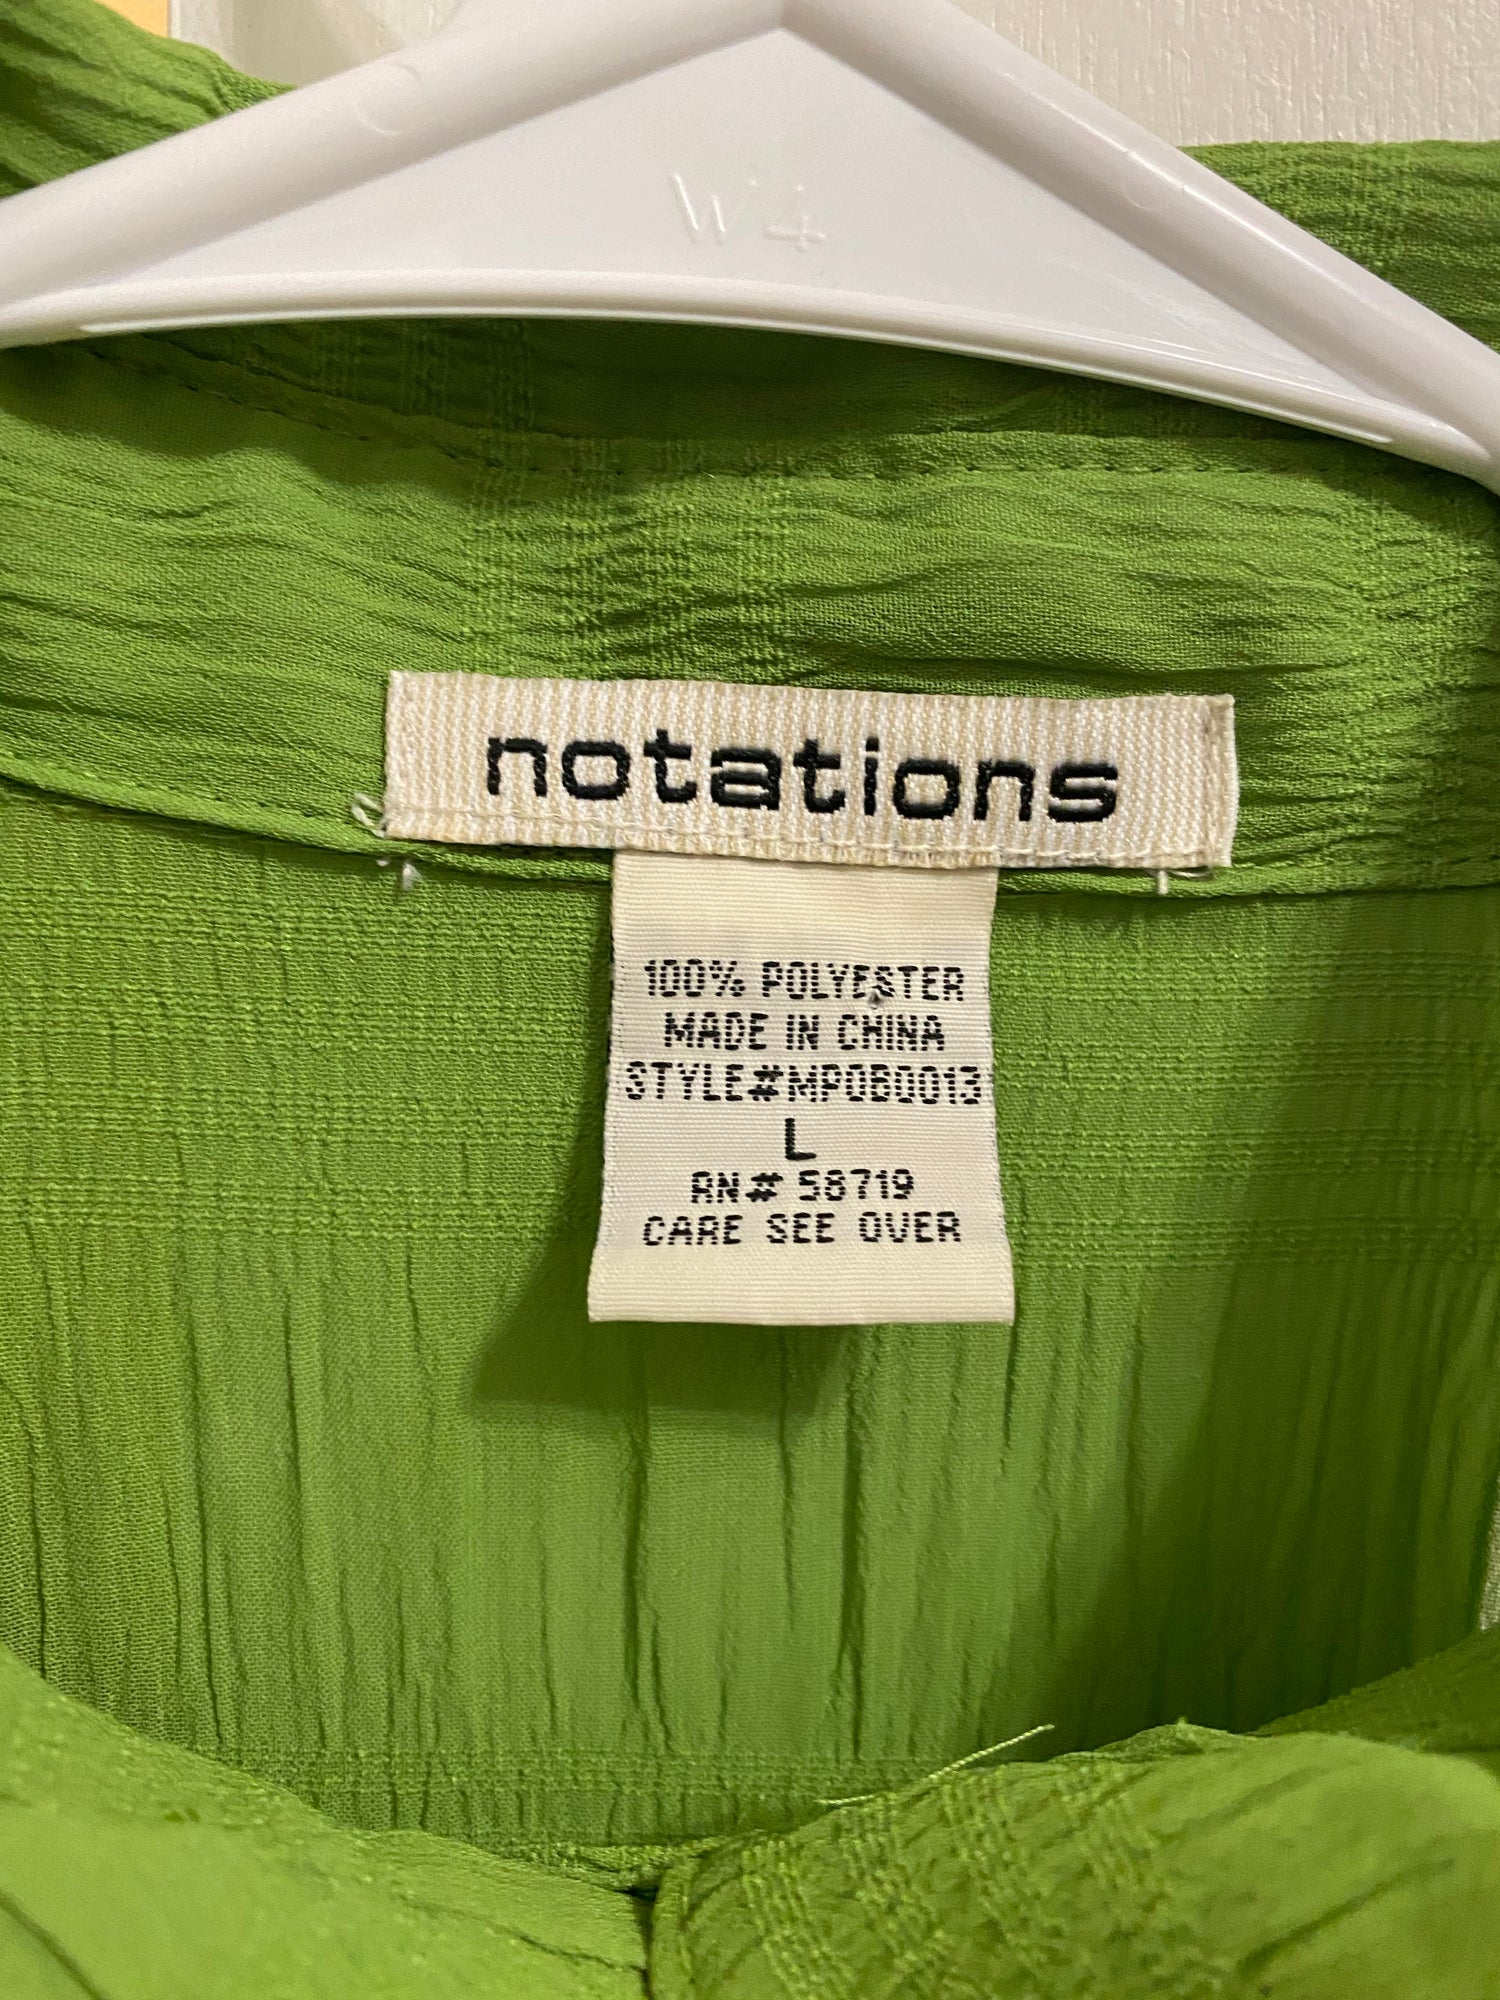 W4
notations
100% POLYESTER
MADE IN CHINA
STYLE#MP0B0013
L
RN# 58719
CARE SEE OVER